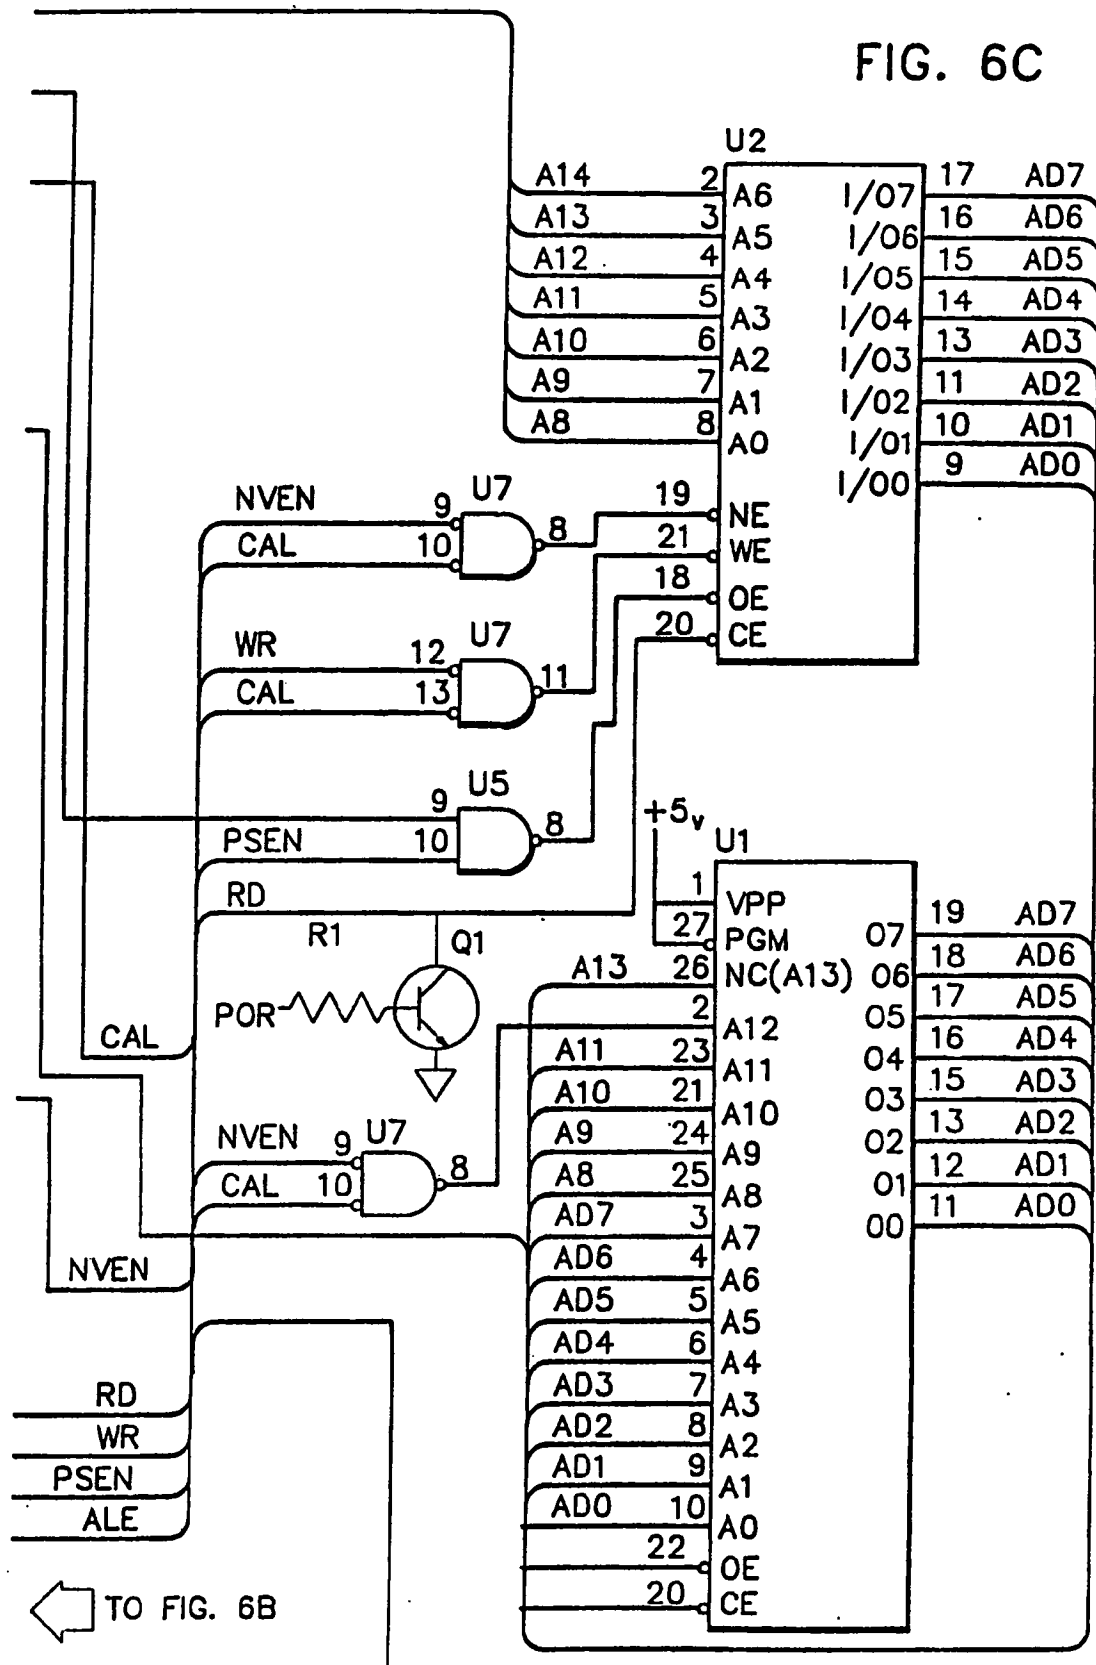 FIG. 6C
U2
A14 2 A6 I/O7 17 AD7
A13 3 A5 I/O6 16 AD6
A12 4 A4 I/O5 15 AD5
A11 5 A3 I/O4 14 AD4
A10 6 A2 I/O3 13 AD3
A9 7 A1 I/O2 11 AD2
A8 8 A0 I/O1 10 AD1
I/O0 9 AD0
NVEN 9 U7 8 19 NE
CAL 10 21 WE
18 OE
WR 12 U7 11 20 CE
CAL 13
U5
9 8
PSEN 10
RD
+5v
U1
1 VPP
27 PGM O7 19 AD7
R1 Q1
A13 26 NC(A13) O6 18 AD6
POR
2 A12 O5 17 AD5
CAL
A11 23 A11 O4 16 AD4
A10 21 A10 O3 15 AD3
A9 24 A9 O2 13 AD2
A8 25 A8 O1 12 AD1
AD7 3 A7 O0 11 AD0
NVEN 9 U7 8
CAL 10
AD6 4 A6
NVEN
AD5 5 A5
AD4 6 A4
AD3 7 A3
RD
AD2 8 A2
WR
AD1 9 A1
PSEN
AD0 10 A0
ALE
22 OE
20 CE
TO FIG. 6B